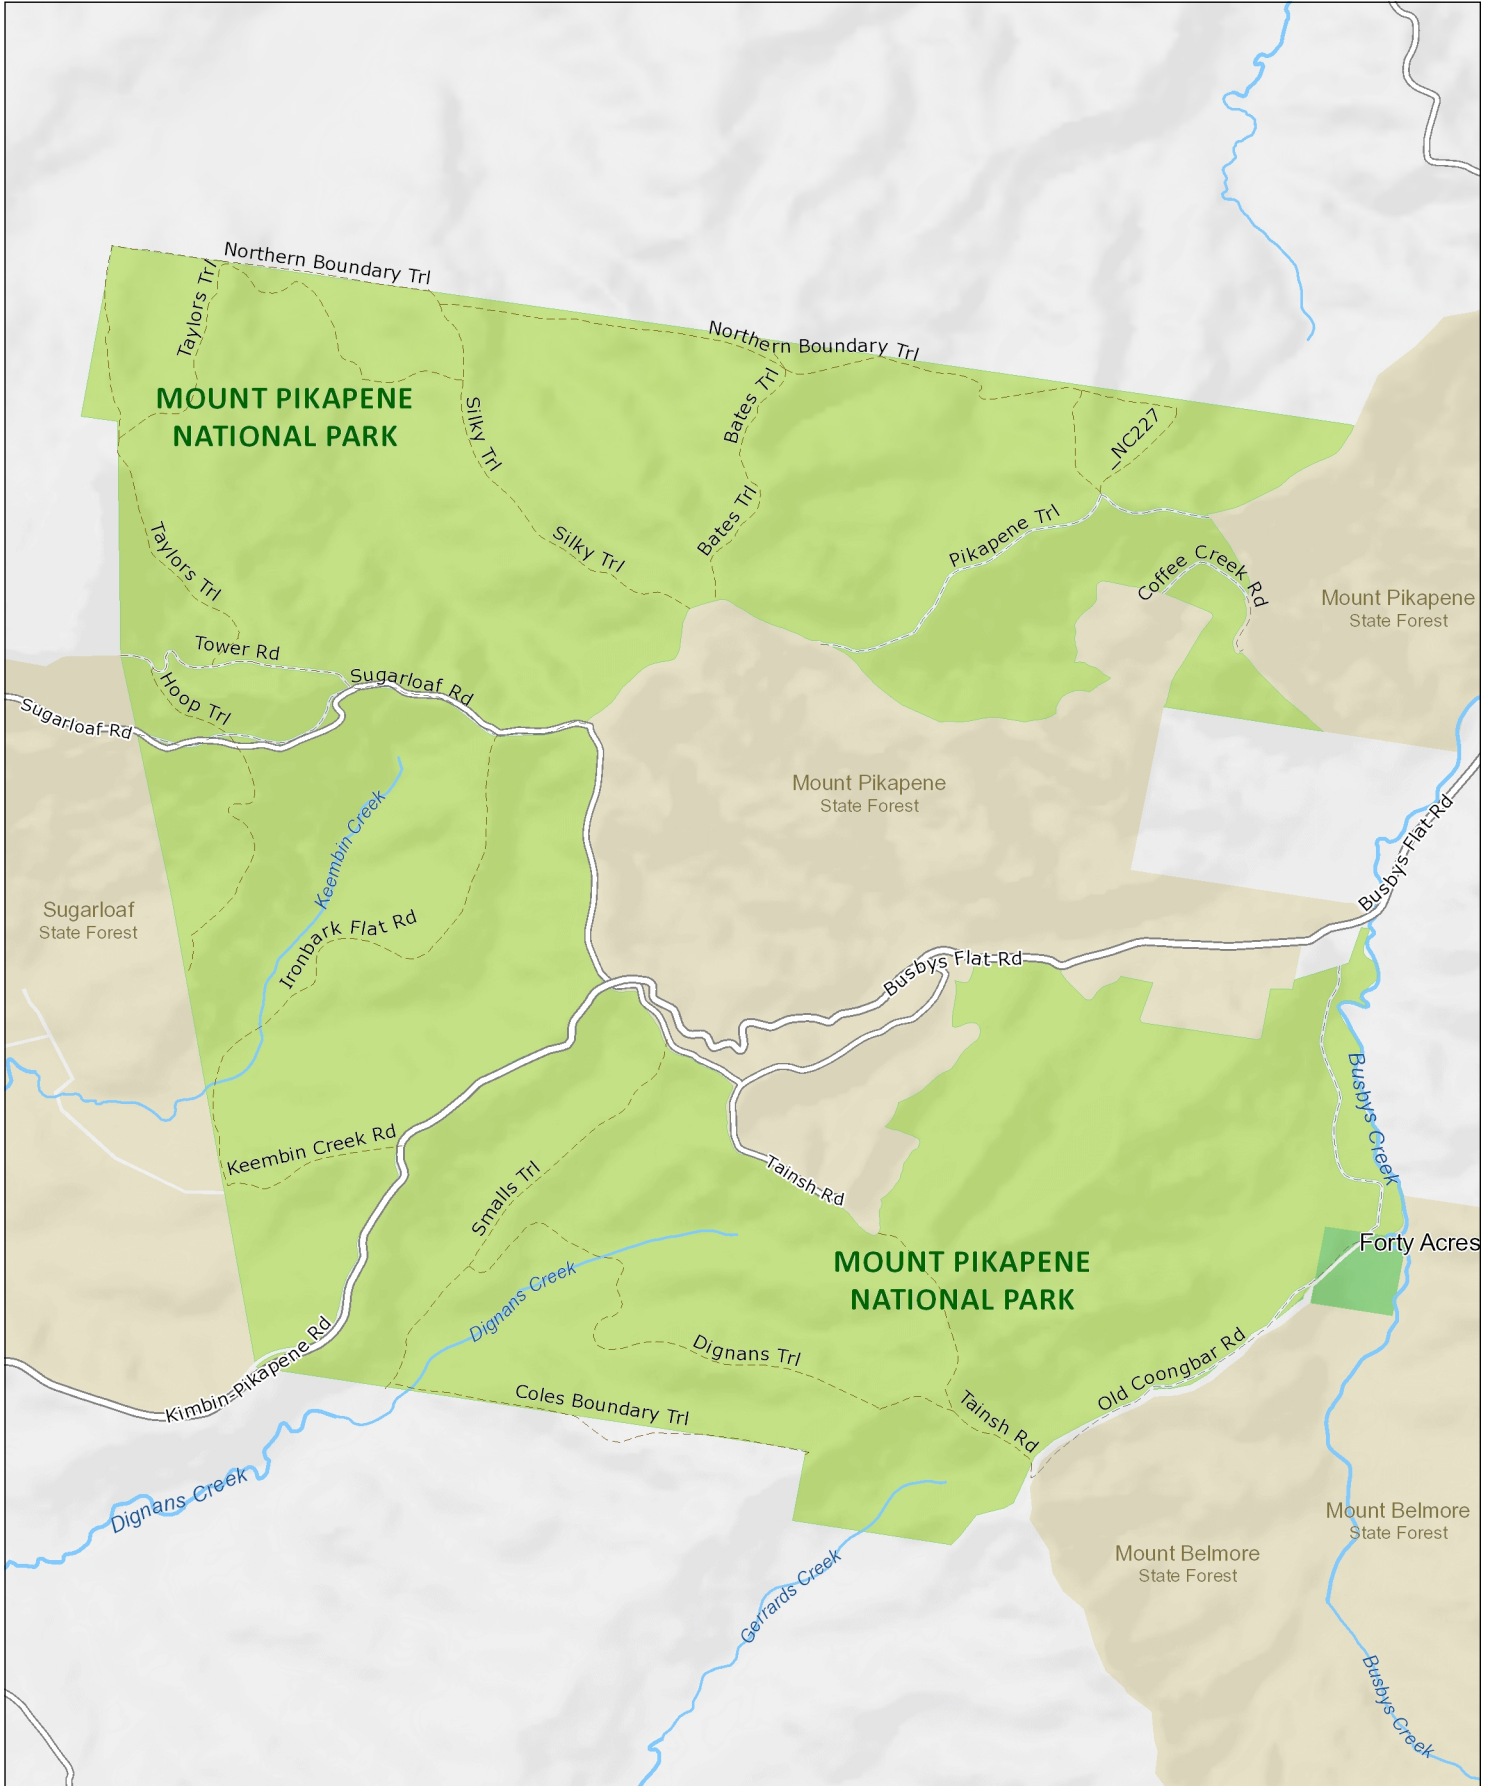 Northern Boundary Trl
Taylors Trl
Northern Boundary Trl
MOUNT PIKAPENE
NATIONAL PARK
Silky Trl
Bates Trl
_NC227
Bates Trl
Silky Trl
Pikapene Trl
Coffee Creek Rd
Taylors Trl
Mount Pikapene
State Forest
Tower Rd
Hoop Trl
Sugarloaf Rd
Sugarloaf Rd
Mount Pikapene
State Forest
Keembin Creek
Busbys Flat Rd
Sugarloaf
State Forest
Ironbark Flat Rd
Busbys Flat Rd
Busbys Creek
Keembin Creek Rd
Smalls Trl
Tainsh Rd
Forty Acres
MOUNT PIKAPENE
NATIONAL PARK
Dignans Creek
Dignans Trl
Old Coongbar Rd
Kimbin-Pikapene Rd
Coles Boundary Trl
Tainsh Rd
Dignans Creek
Mount Belmore
State Forest
Mount Belmore
State Forest
Gerrards Creek
Busbys Creek